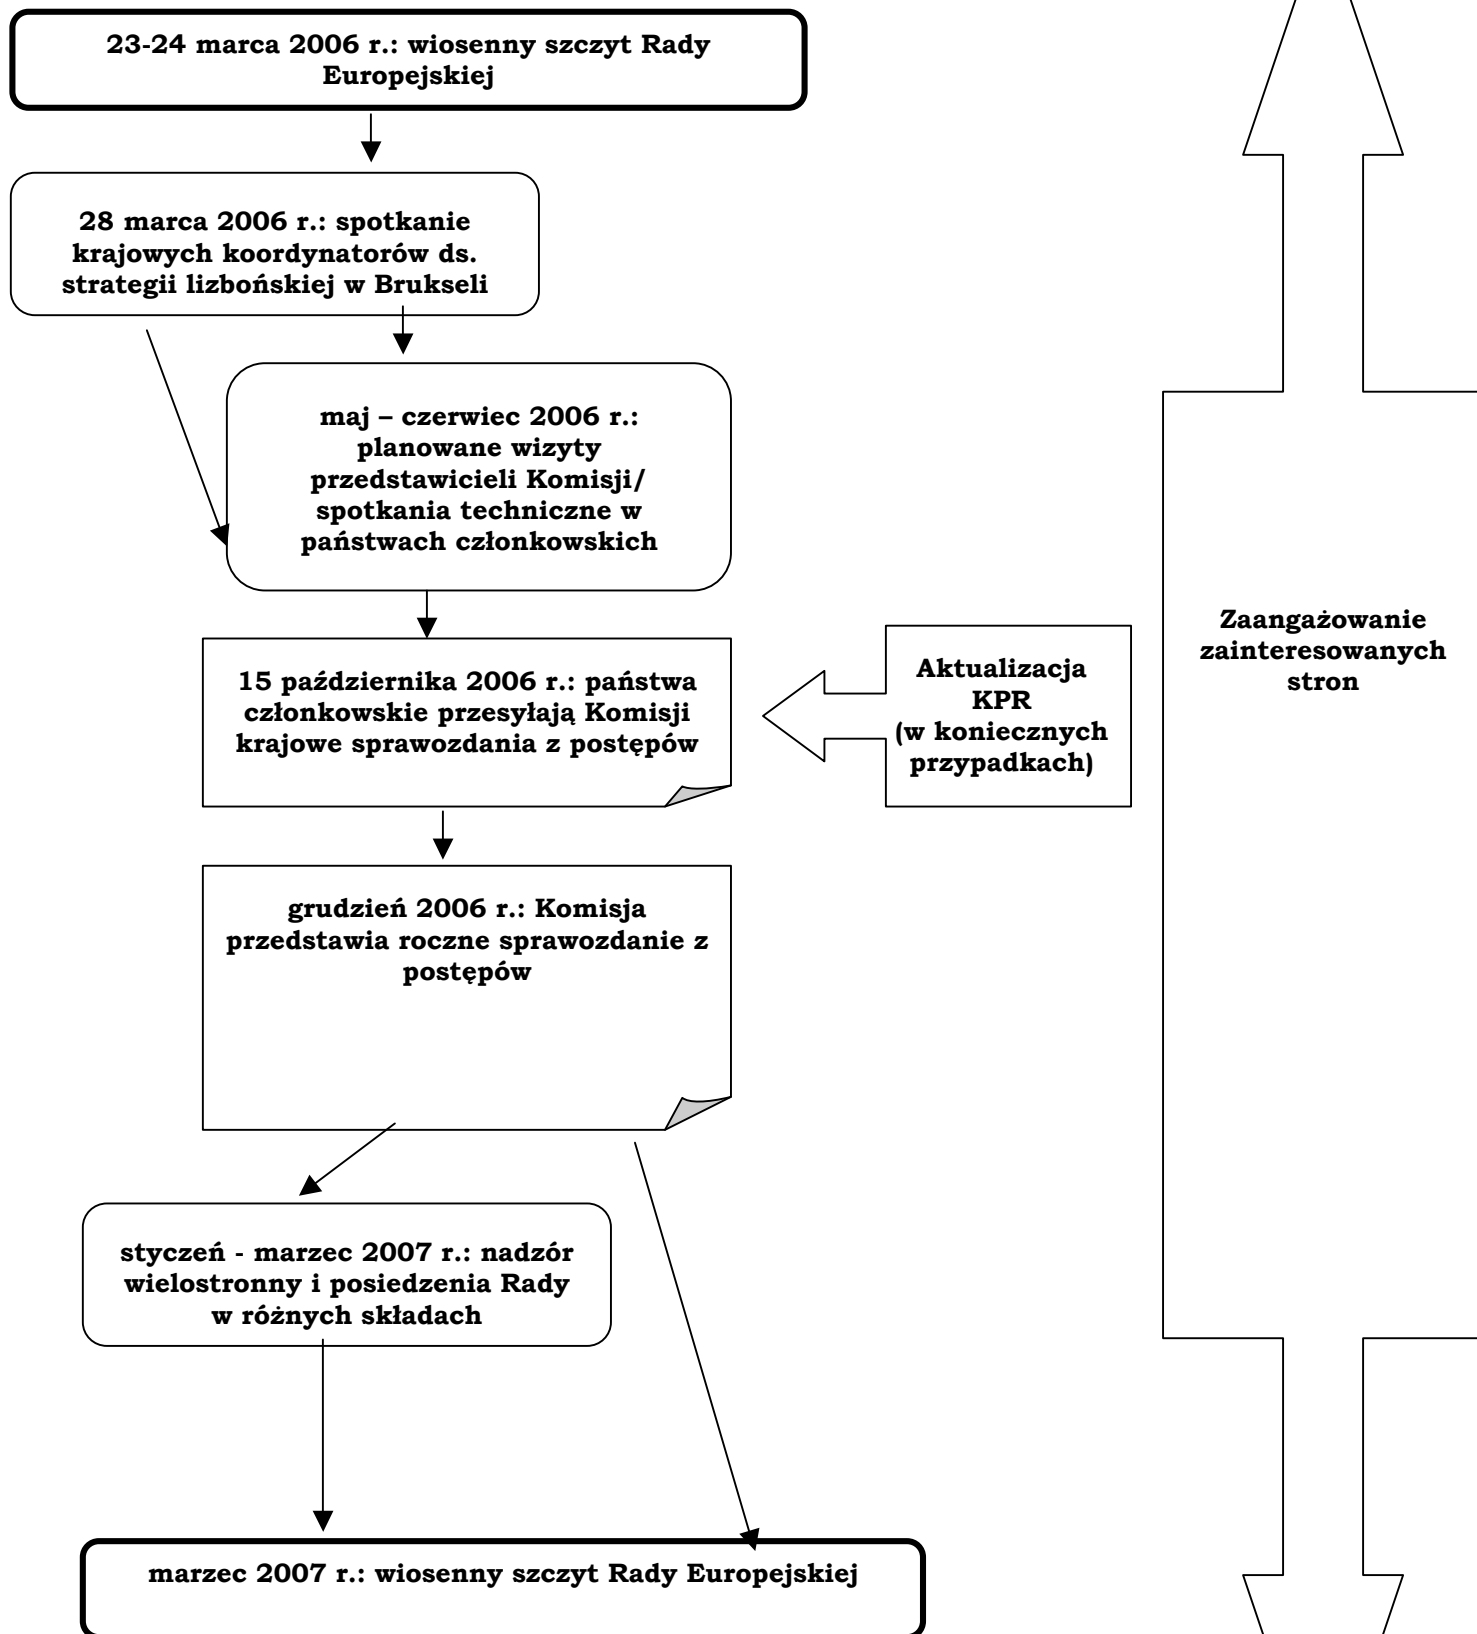 23-24 marca 2006 r.: wiosenny szczyt Rady
Europejskiej
28 marca 2006 r.: spotkanie
krajowych koordynatorów ds.
strategii lizbońskiej w Brukseli
maj – czerwiec 2006 r.:
planowane wizyty
przedstawicieli Komisji/
spotkania techniczne w
państwach członkowskich
15 października 2006 r.: państwa
członkowskie przesyłają Komisji
krajowe sprawozdania z postępów
Aktualizacja
KPR
(w koniecznych
przypadkach)
Zaangażowanie
zainteresowanych
stron
grudzień 2006 r.: Komisja
przedstawia roczne sprawozdanie z
postępów
styczeń - marzec 2007 r.: nadzór
wielostronny i posiedzenia Rady
w różnych składach
marzec 2007 r.: wiosenny szczyt Rady Europejskiej